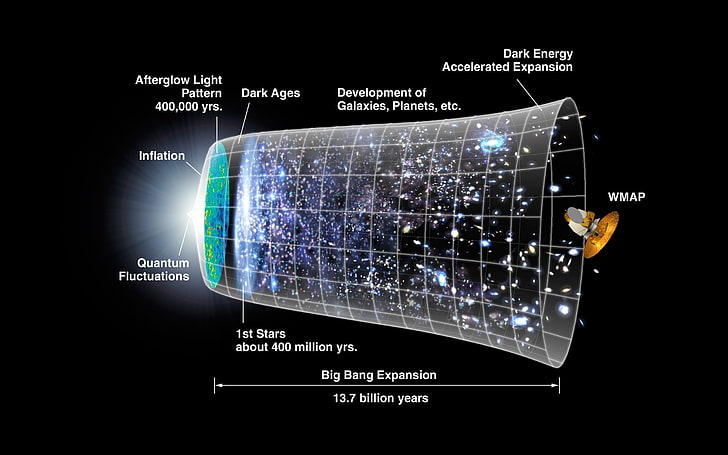 Dark Energy
Accelerated Expansion
Afterglow Light
Pattern
400,000 yrs.
Dark Ages
Development of
Galaxies, Planets, etc.
Inflation
WMAP
Quantum
Fluctuations
1st Stars
about 400 million yrs.
Big Bang Expansion
13.7 billion years